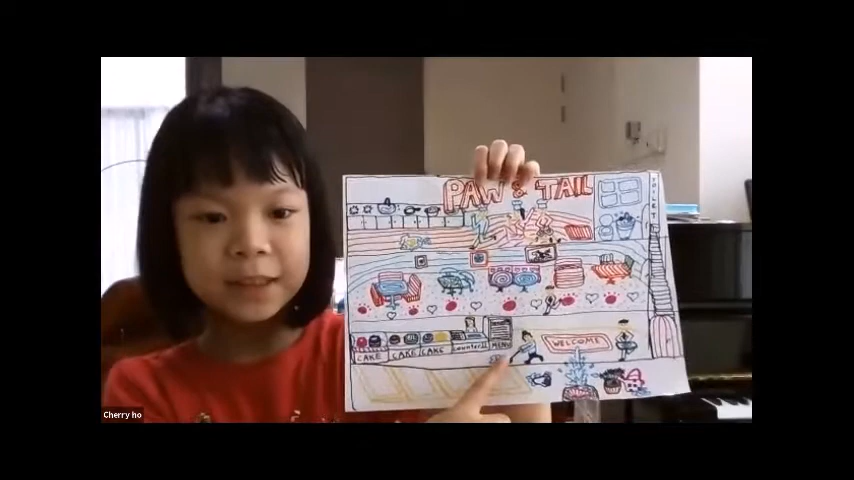 PAW & TAIL
TOILET
CAKE CAKE CAKE counter MENU
WELCOME
Cherry ho